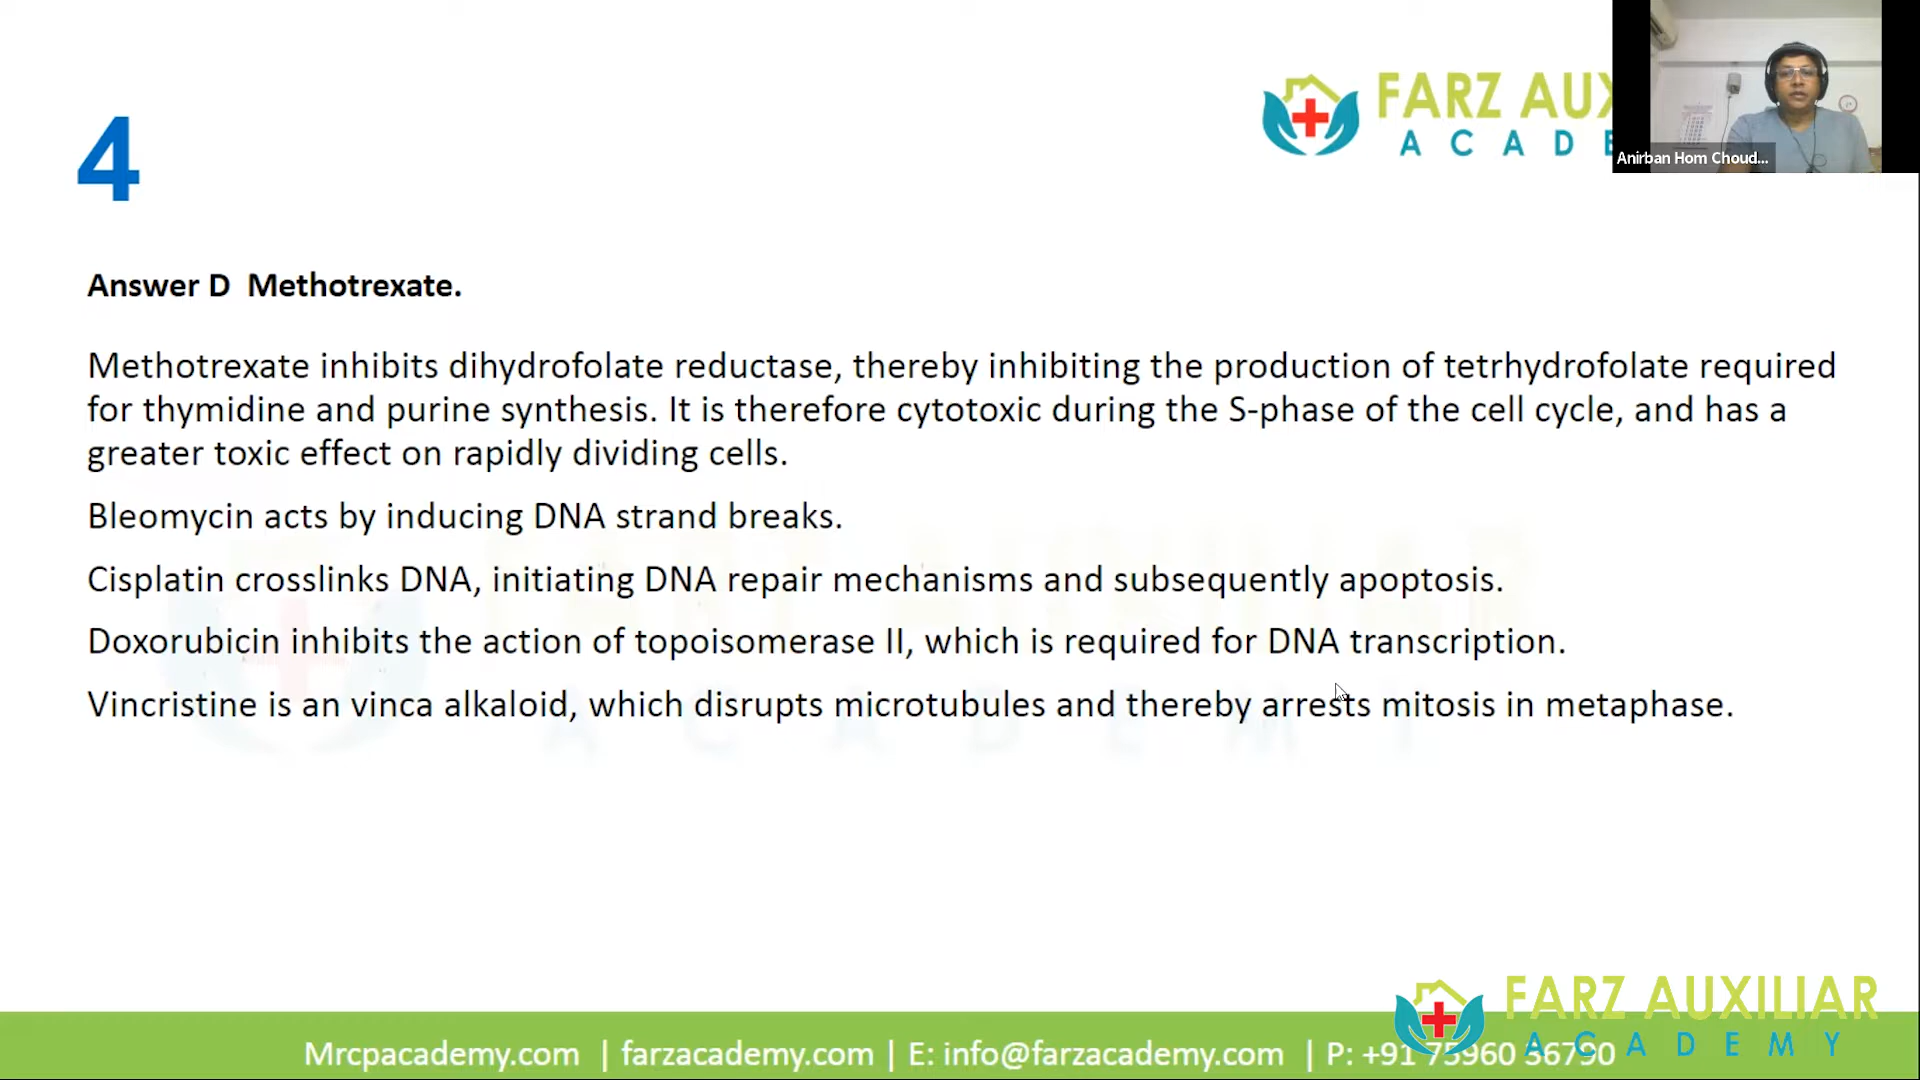 FARZ AUX
ACADE
Anirban Hom Choud...
4
Answer D Methotrexate.
Methotrexate inhibits dihydrofolate reductase, thereby inhibiting the production of tetrhydrofolate required
for thymidine and purine synthesis. It is therefore cytotoxic during the S-phase of the cell cycle, and has a
greater toxic effect on rapidly dividing cells.
Bleomycin acts by inducing DNA strand breaks.
Cisplatin crosslinks DNA, initiating DNA repair mechanisms and subsequently apoptosis.
Doxorubicin inhibits the action of topoisomerase II, which is required for DNA transcription.
Vincristine is an vinca alkaloid, which disrupts microtubules and thereby arrests mitosis in metaphase.
FARZ AUXILIAR
ACADEMY
Mrcpacademy.com | farzacademy.com | E: info@farzacademy.com | P: +91 75960 36790